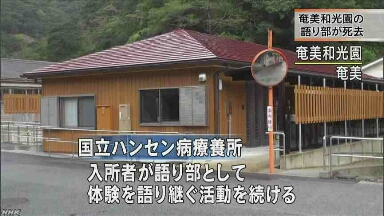 奄美和光園の
語り部が死去
奄美和光園
奄美
国立ハンセン病療養所
入所者が語り部として
体験を語り継ぐ活動を続ける
NHK